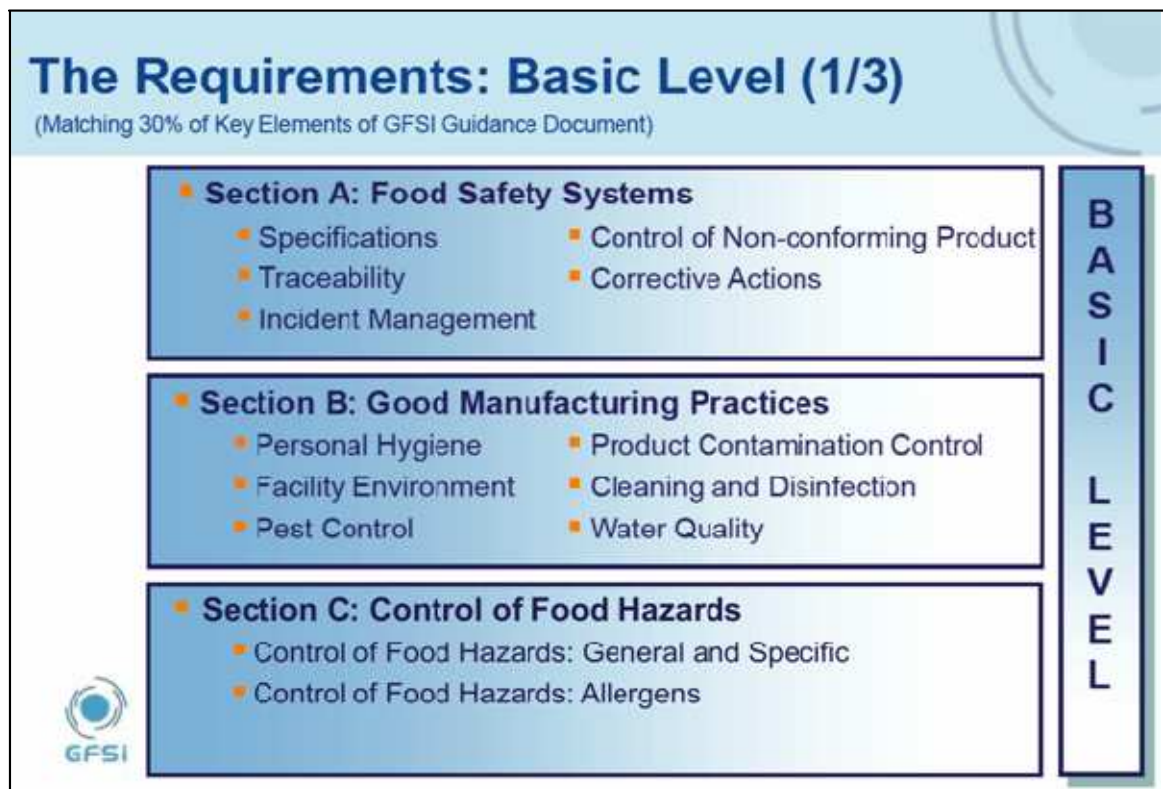 The Requirements: Basic Level (1/3)
(Matching 30% of Key Elements of GFSI Guidance Document)
Section A: Food Safety Systems
Specifications
Traceability
Incident Management
Control of Non-conforming Product
Corrective Actions
Section B: Good Manufacturing Practices
Personal Hygiene
Facility Environment
Pest Control
Product Contamination Control
Cleaning and Disinfection
Water Quality
Section C: Control of Food Hazards
Control of Food Hazards: General and Specific
Control of Food Hazards: Allergens
BASIC LEVEL
GFSi